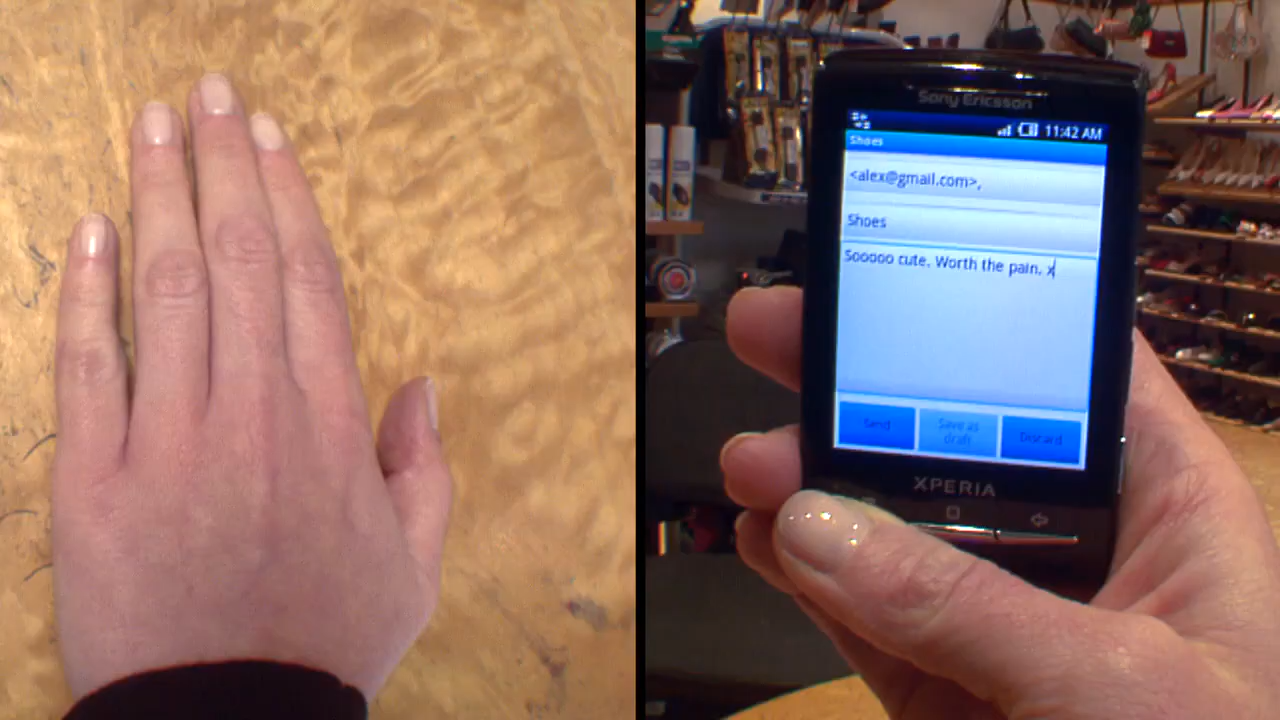 Sony Ericsson
11:42 AM
Shoes
<alex@gmail.com>,
Shoes
Sooooo cute. Worth the pain. x
Send
Save as
draft
Discard
XPERIA